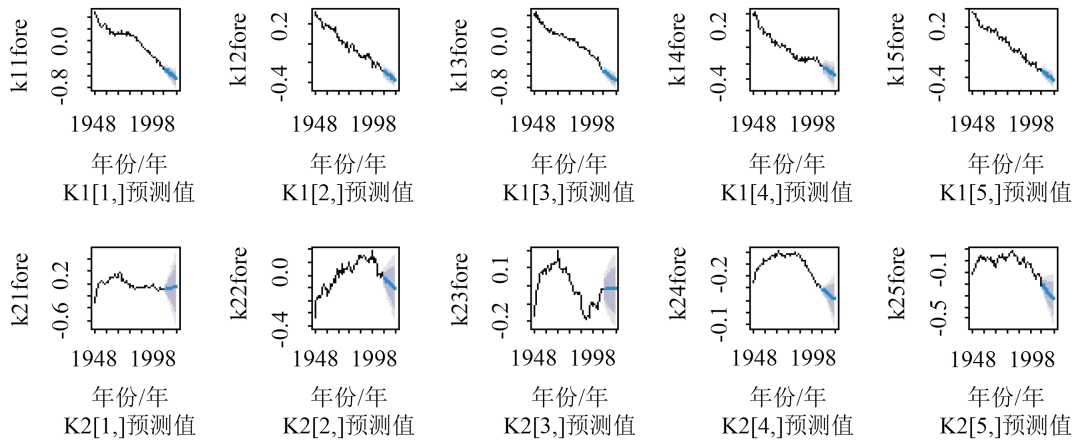 k11fore
0.0
-0.8
1948 1998
年份/年
K1[1,]预测值
k12fore
0.2
-0.4
1948 1998
年份/年
K1[2,]预测值
k13fore
0.0
-0.8
1948 1998
年份/年
K1[3,]预测值
k14fore
0.2
-0.4
1948 1998
年份/年
K1[4,]预测值
k15fore
0.2
-0.4
1948 1998
年份/年
K1[5,]预测值
k21fore
0.2
-0.6
1948 1998
年份/年
K2[1,]预测值
k22fore
0.0
-0.4
1948 1998
年份/年
K2[2,]预测值
k23fore
0.1
-0.2
1948 1998
年份/年
K2[3,]预测值
k24fore
-0.2
-0.1
1948 1998
年份/年
K2[4,]预测值
k25fore
-0.1
-0.5
1948 1998
年份/年
K2[5,]预测值